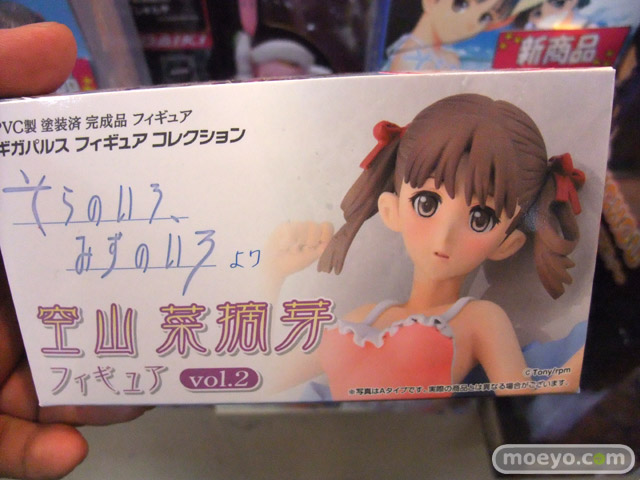 新商品
PVC製 塗装済 完成品 フィギュア
ギガパルス フィギュア コレクション
そらのいろ、
みずのいろ より
空山 菜摘芽
フィギュア vol.2
© Tony/rpm
※写真はAタイプです。実際の商品とは異なる場合がございます。
moeyo.com